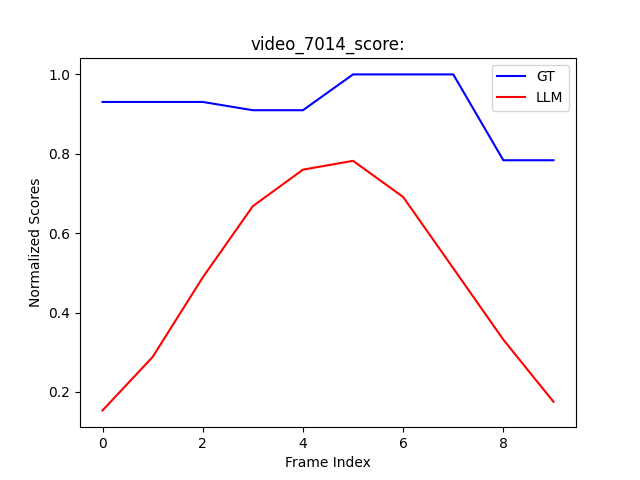 video_7014_score:
GT
LLM
1.0
0.8
0.6
0.4
0.2
Normalized Scores
0 2 4 6 8
Frame Index